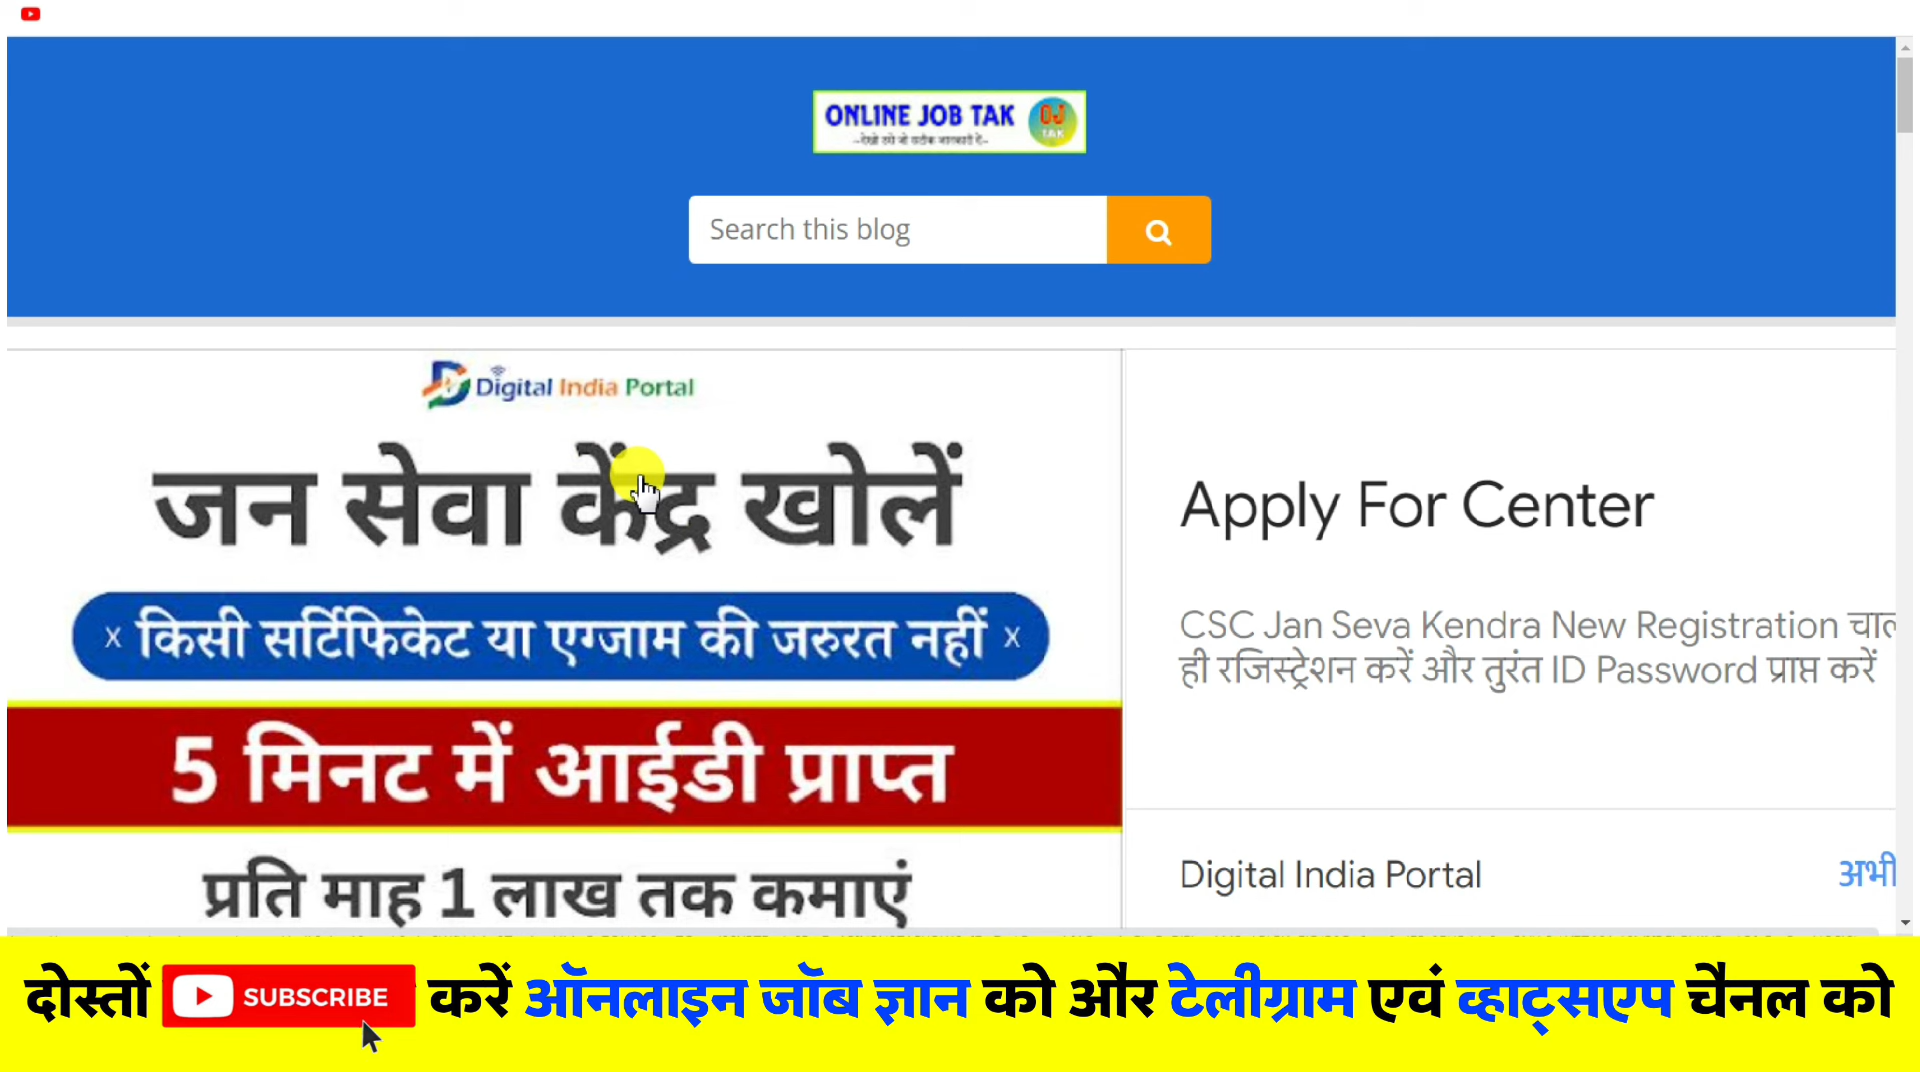 ONLINE JOB TAK
OJ
TAK
Search this blog
Digital India Portal
जन सेवा केंद्र खोलें
x किसी सर्टिफिकेट या एग्जाम की जरुरत नहीं x
5 मिनट में आईडी प्राप्त
प्रति माह 1 लाख तक कमाएं
Apply For Center
CSC Jan Seva Kendra New Registration
ही रजिस्ट्रेशन करें और तुरंत ID Password प्राप्त करें
Digital India Portal
अभी
दोस्तों SUBSCRIBE करें ऑनलाइन जॉब ज्ञान को और टेलीग्राम एवं व्हाट्सएप चैनल को